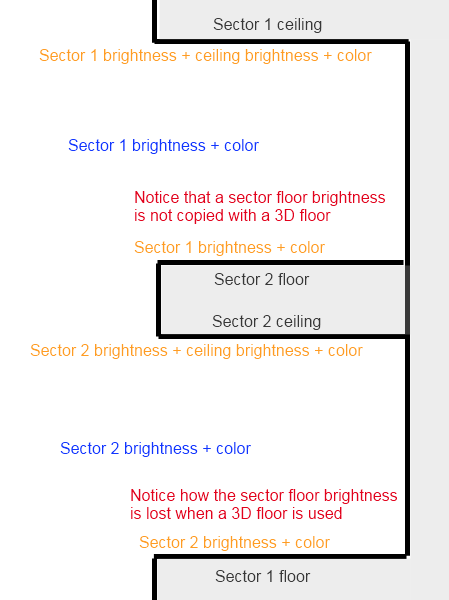 Sector 1 ceiling
Sector 1 brightness + ceiling brightness + color
Sector 1 brightness + color
Notice that a sector floor brightness
is not copied with a 3D floor
Sector 1 brightness + color
Sector 2 floor
Sector 2 ceiling
Sector 2 brightness + ceiling brightness + color
Sector 2 brightness + color
Notice how the sector floor brightness
is lost when a 3D floor is used
Sector 2 brightness + color
Sector 1 floor